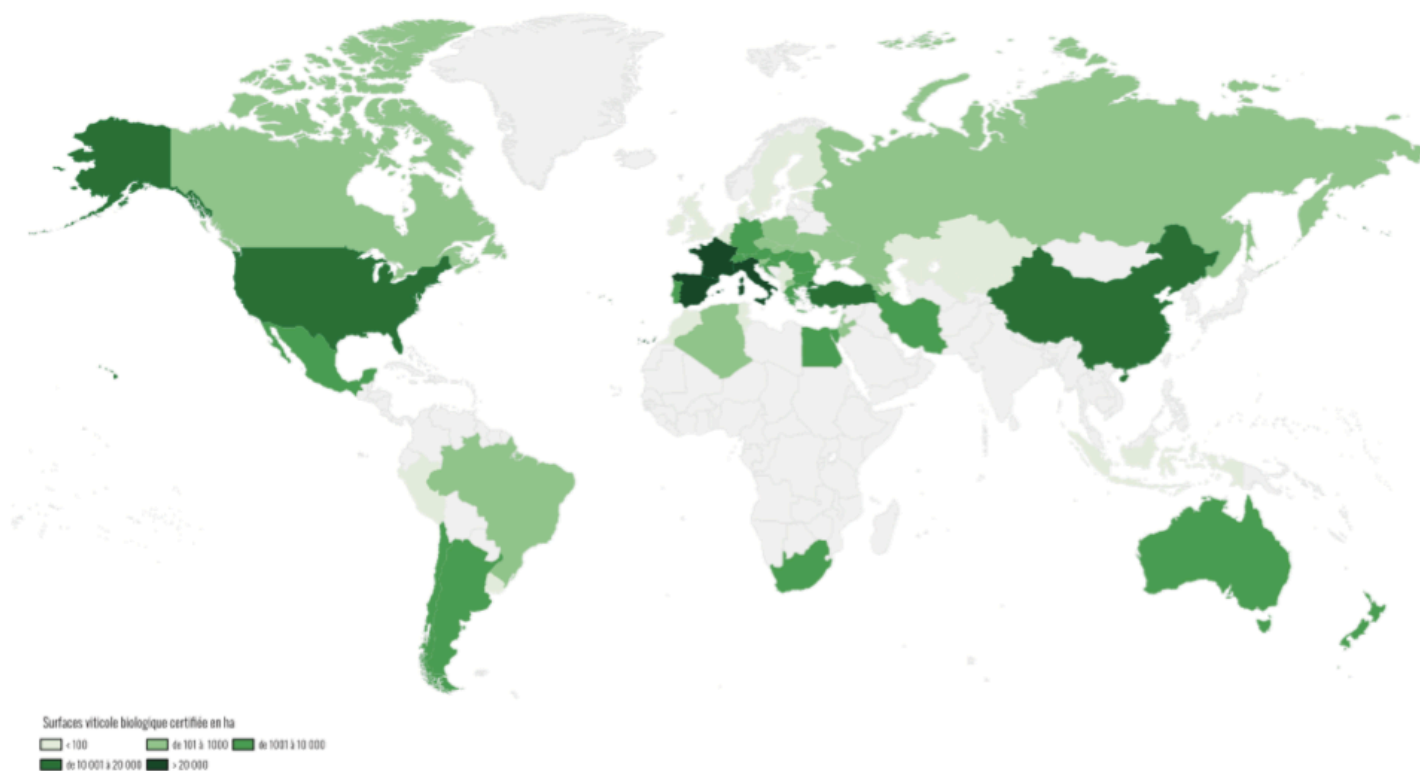 Surfaces viticole biologique certifiée en ha
< 100
de 101 à 1000
de 1001 à 10 000
de 10 001 à 20 000
> 20 000